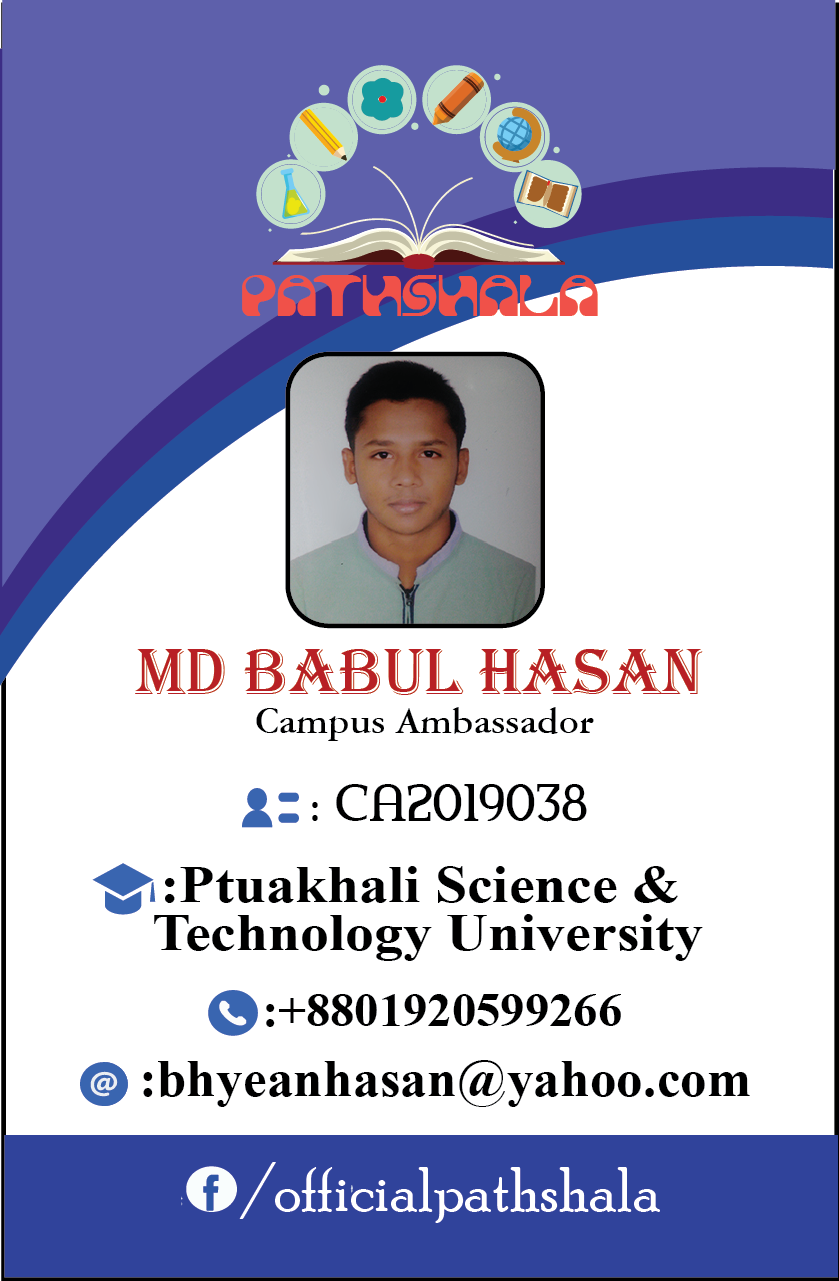 PATHSHALA
MD BABUL HASAN
Campus Ambassador
: CA2019038
:Ptuakhali Science &
Technology University
:+8801920599266
@ :bhyeanhasan@yahoo.com
f/officialpathshala